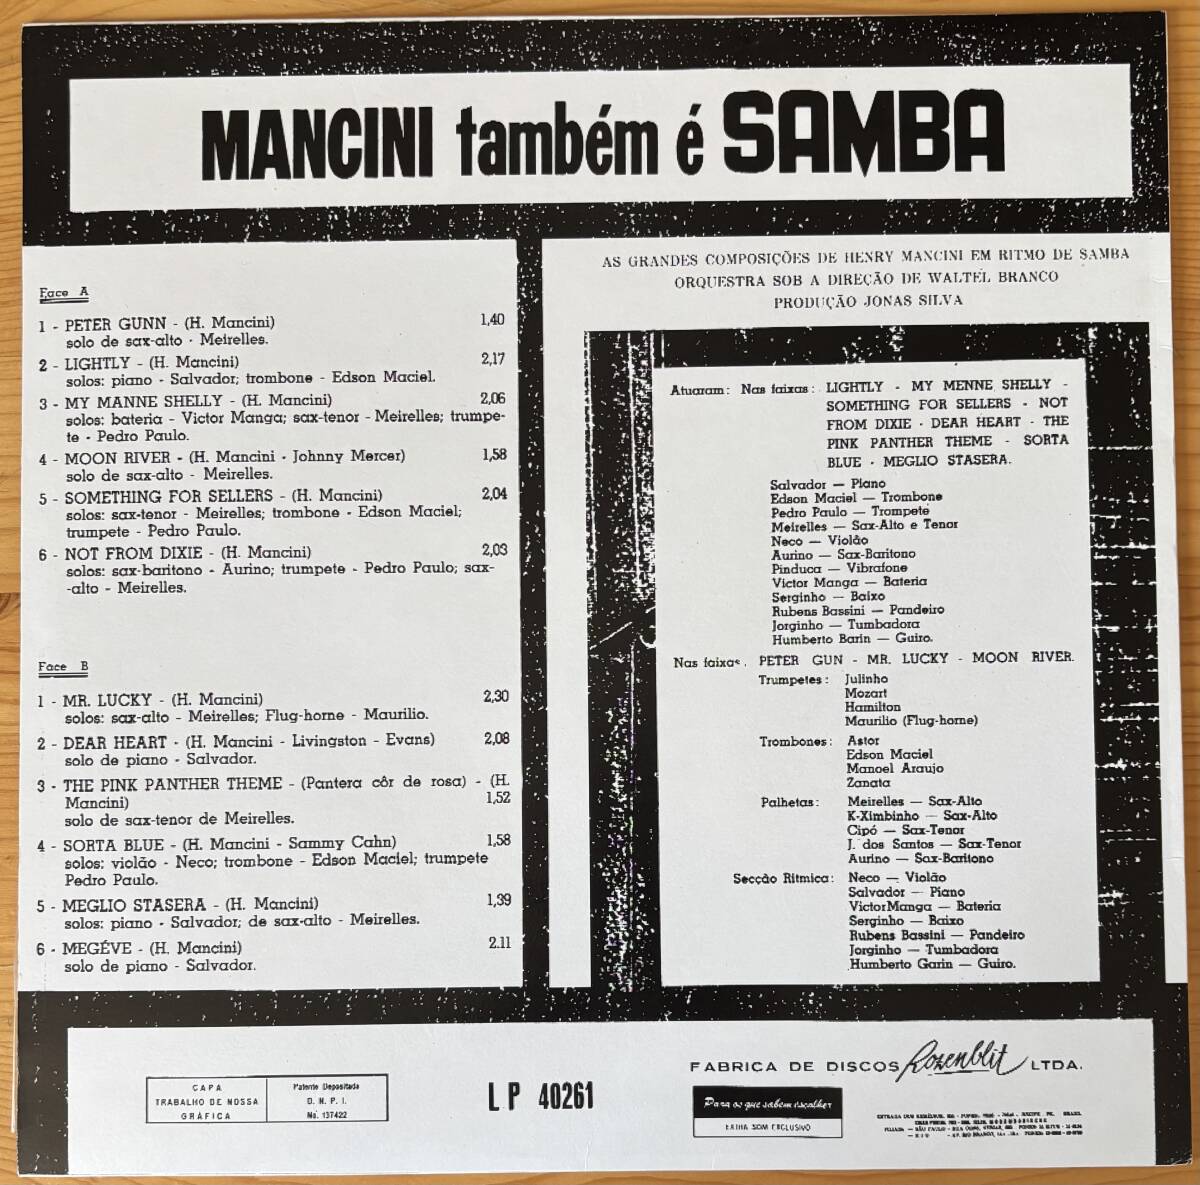 MANCINI também é SAMBA
Face A
1 - PETER GUNN - (H. Mancini) 1,40
solo de sax-alto - Meirelles.
2 - LIGHTLY - (H. Mancini) 2,17
solos: piano - Salvador; trombone - Edson Maciel.
3 - MY MANNE SHELLY - (H. Mancini) 2,06
solos: bateria - Victor Manga; sax-tenor - Meirelles; trumpe-
te - Pedro Paulo.
4 - MOON RIVER - (H. Mancini - Johnny Mercer) 1,58
solo de sax-alto - Meirelles.
5 - SOMETHING FOR SELLERS - (H. Mancini) 2,04
solos: sax-tenor - Meirelles; trombone - Edson Maciel;
trumpete - Pedro Paulo.
6 - NOT FROM DIXIE - (H. Mancini) 2,03
solos: sax-baritono - Aurino; trumpete - Pedro Paulo; sax-
-alto - Meirelles.
Face B
1 - MR. LUCKY - (H. Mancini) 2,30
solos: sax-alto - Meirelles; Flug-horne - Maurilio.
2 - DEAR HEART - (H. Mancini - Livingston - Evans) 2,08
solo de piano - Salvador.
3 - THE PINK PANTHER THEME - (Pantera côr de rosa) - (H.
Mancini) 1,52
solo de sax-tenor de Meirelles.
4 - SORTA BLUE - (H. Mancini - Sammy Cahn) 1,58
solos: violão - Neco; trombone - Edson Maciel; trumpete
Pedro Paulo.
5 - MEGLIO STASERA - (H. Mancini) 1,39
solos: piano - Salvador; de sax-alto - Meirelles.
6 - MEGÉVE - (H. Mancini) 2.11
solo de piano - Salvador.
AS GRANDES COMPOSIÇÕES DE HENRY MANCINI EM RITMO DE SAMBA
ORQUESTRA SOB A DIREÇÃO DE WALTEL BRANCO
PRODUÇÃO JONAS SILVA
Atuaram: Nas faixas: LIGHTLY - MY MENNE SHELLY -
SOMETHING FOR SELLERS - NOT
FROM DIXIE - DEAR HEART - THE
PINK PANTHER THEME - SORTA
BLUE - MEGLIO STASERA.
Salvador — Piano
Edson Maciel — Trombone
Pedro Paulo — Trompete
Meirelles — Sax-Alto e Tenor
Neco — Violão
Aurino — Sax-Baritono
Pinduca — Vibrafone
Victor Manga — Bateria
Serginho — Baixo
Rubens Bassini — Pandeiro
Jorginho — Tumbadora
Humberto Barin — Guiro.
Nas faixas. PETER GUN - MR. LUCKY - MOON RIVER.
Trumpetes: Julinho
Mozart
Hamilton
Maurilio (Flug-horne)
Trombones: Astor
Edson Maciel
Manoel Araujo
Zanata
Palhetas: Meirelles — Sax-Alto
K-Ximbinho — Sax-Alto
Cipó — Sax-Tenor
J. dos Santos — Sax-Tenor
Aurino — Sax-Baritono
Secção Ritmica: Neco — Violão
Salvador — Piano
VictorManga — Bateria
Serginho — Baixo
Rubens Bassini — Pandeiro
Jorginho — Tumbadora
Humberto Garin — Guiro.
CAPA
TRABALHO DE NOSSA
GRÁFICA
Patente Depositada
D. N. P. I.
No. 137422
LP 40261
FABRICA DE DISCOS Rozenblit LTDA.
Para os que sabem escolher
SOM EXCLUSIVO